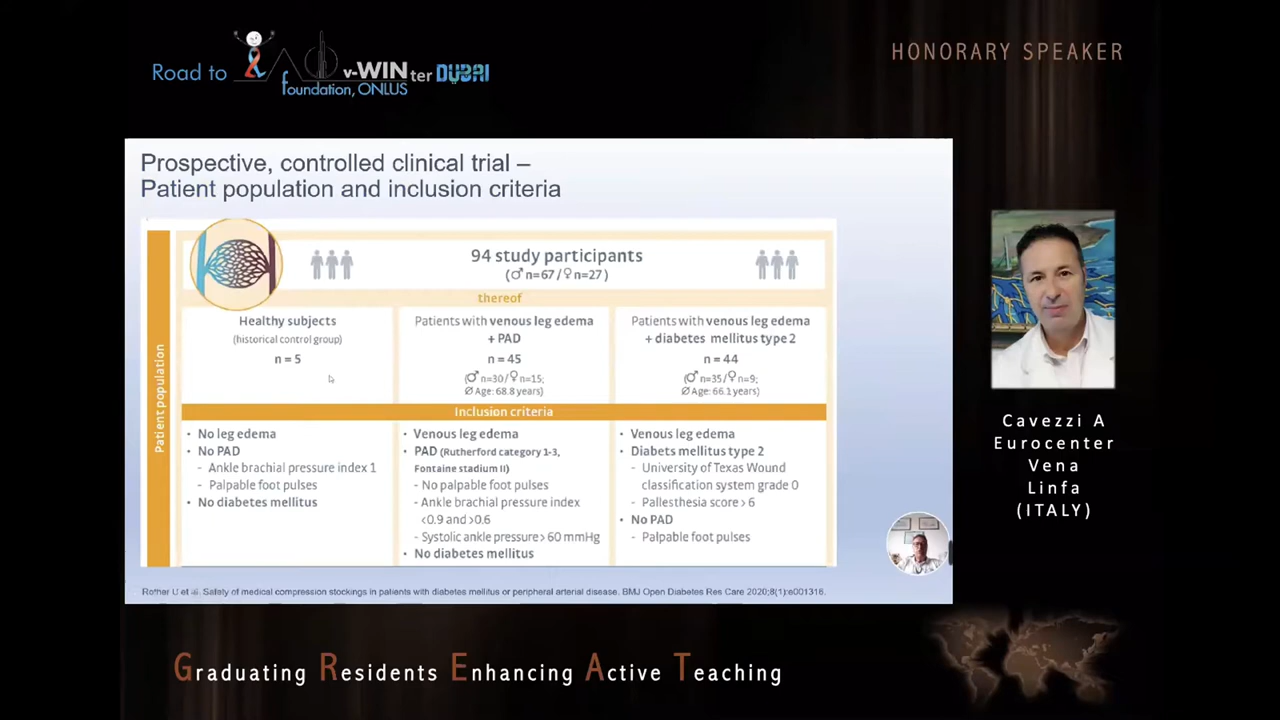 Road to
v-WINter DUBAI
foundation, ONLUS
HONORARY SPEAKER
Prospective, controlled clinical trial –
Patient population and inclusion criteria
Patient population
94 study participants
(♂ n=67/♀ n=27)
thereof
Healthy subjects
(historical control group)
n = 5
Patients with venous leg edema
+ PAD
n = 45
(♂ n=30/♀ n=15;
Ø Age: 68.8 years)
Patients with venous leg edema
+ diabetes mellitus type 2
n = 44
(♂ n=35/♀ n=9;
Ø Age: 66.1 years)
Inclusion criteria
• No leg edema
• No PAD
- Ankle brachial pressure index 1
- Palpable foot pulses
• No diabetes mellitus
• Venous leg edema
• PAD (Rutherford category 1-3,
Fontaine stadium II)
- No palpable foot pulses
- Ankle brachial pressure index
<0.9 and >0.6
- Systolic ankle pressure > 60 mmHg
• No diabetes mellitus
• Venous leg edema
• Diabets mellitus type 2
- University of Texas Wound
classification system grade 0
- Pallesthesia score > 6
• No PAD
- Palpable foot pulses
Rother U et al. Safety of medical compression stockings in patients with diabetes mellitus or peripheral arterial disease. BMJ Open Diabetes Res Care 2020;8(1):e001316.
Cavezzi A
Eurocenter
Vena
Linfa
(ITALY)
Graduating Residents Enhancing Active Teaching